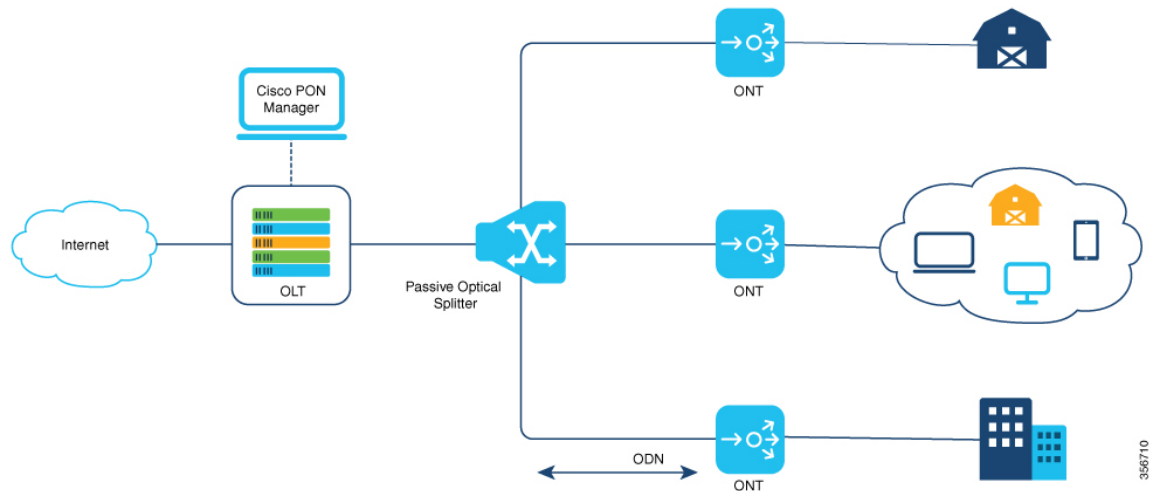 ONT
Cisco PON
Manager
Internet
OLT
Passive Optical
Splitter
ONT
ODN
ONT
356710